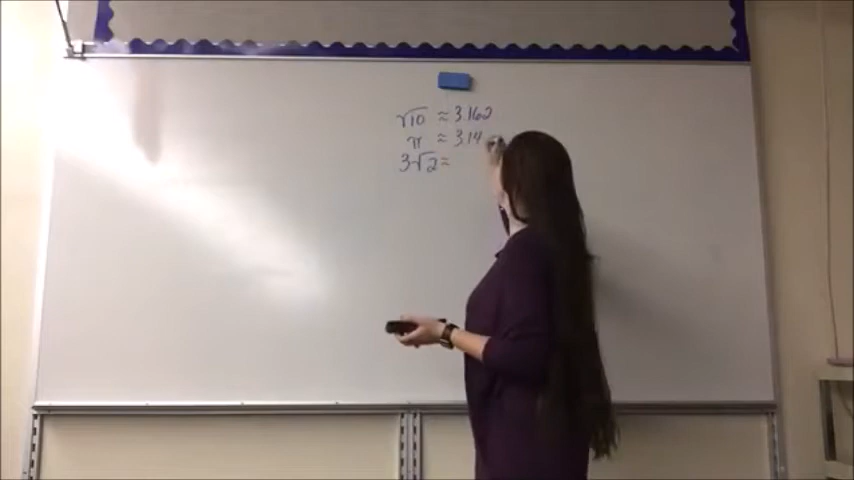 √10 ≈ 3.162
π ≈ 3.14
3√2 =